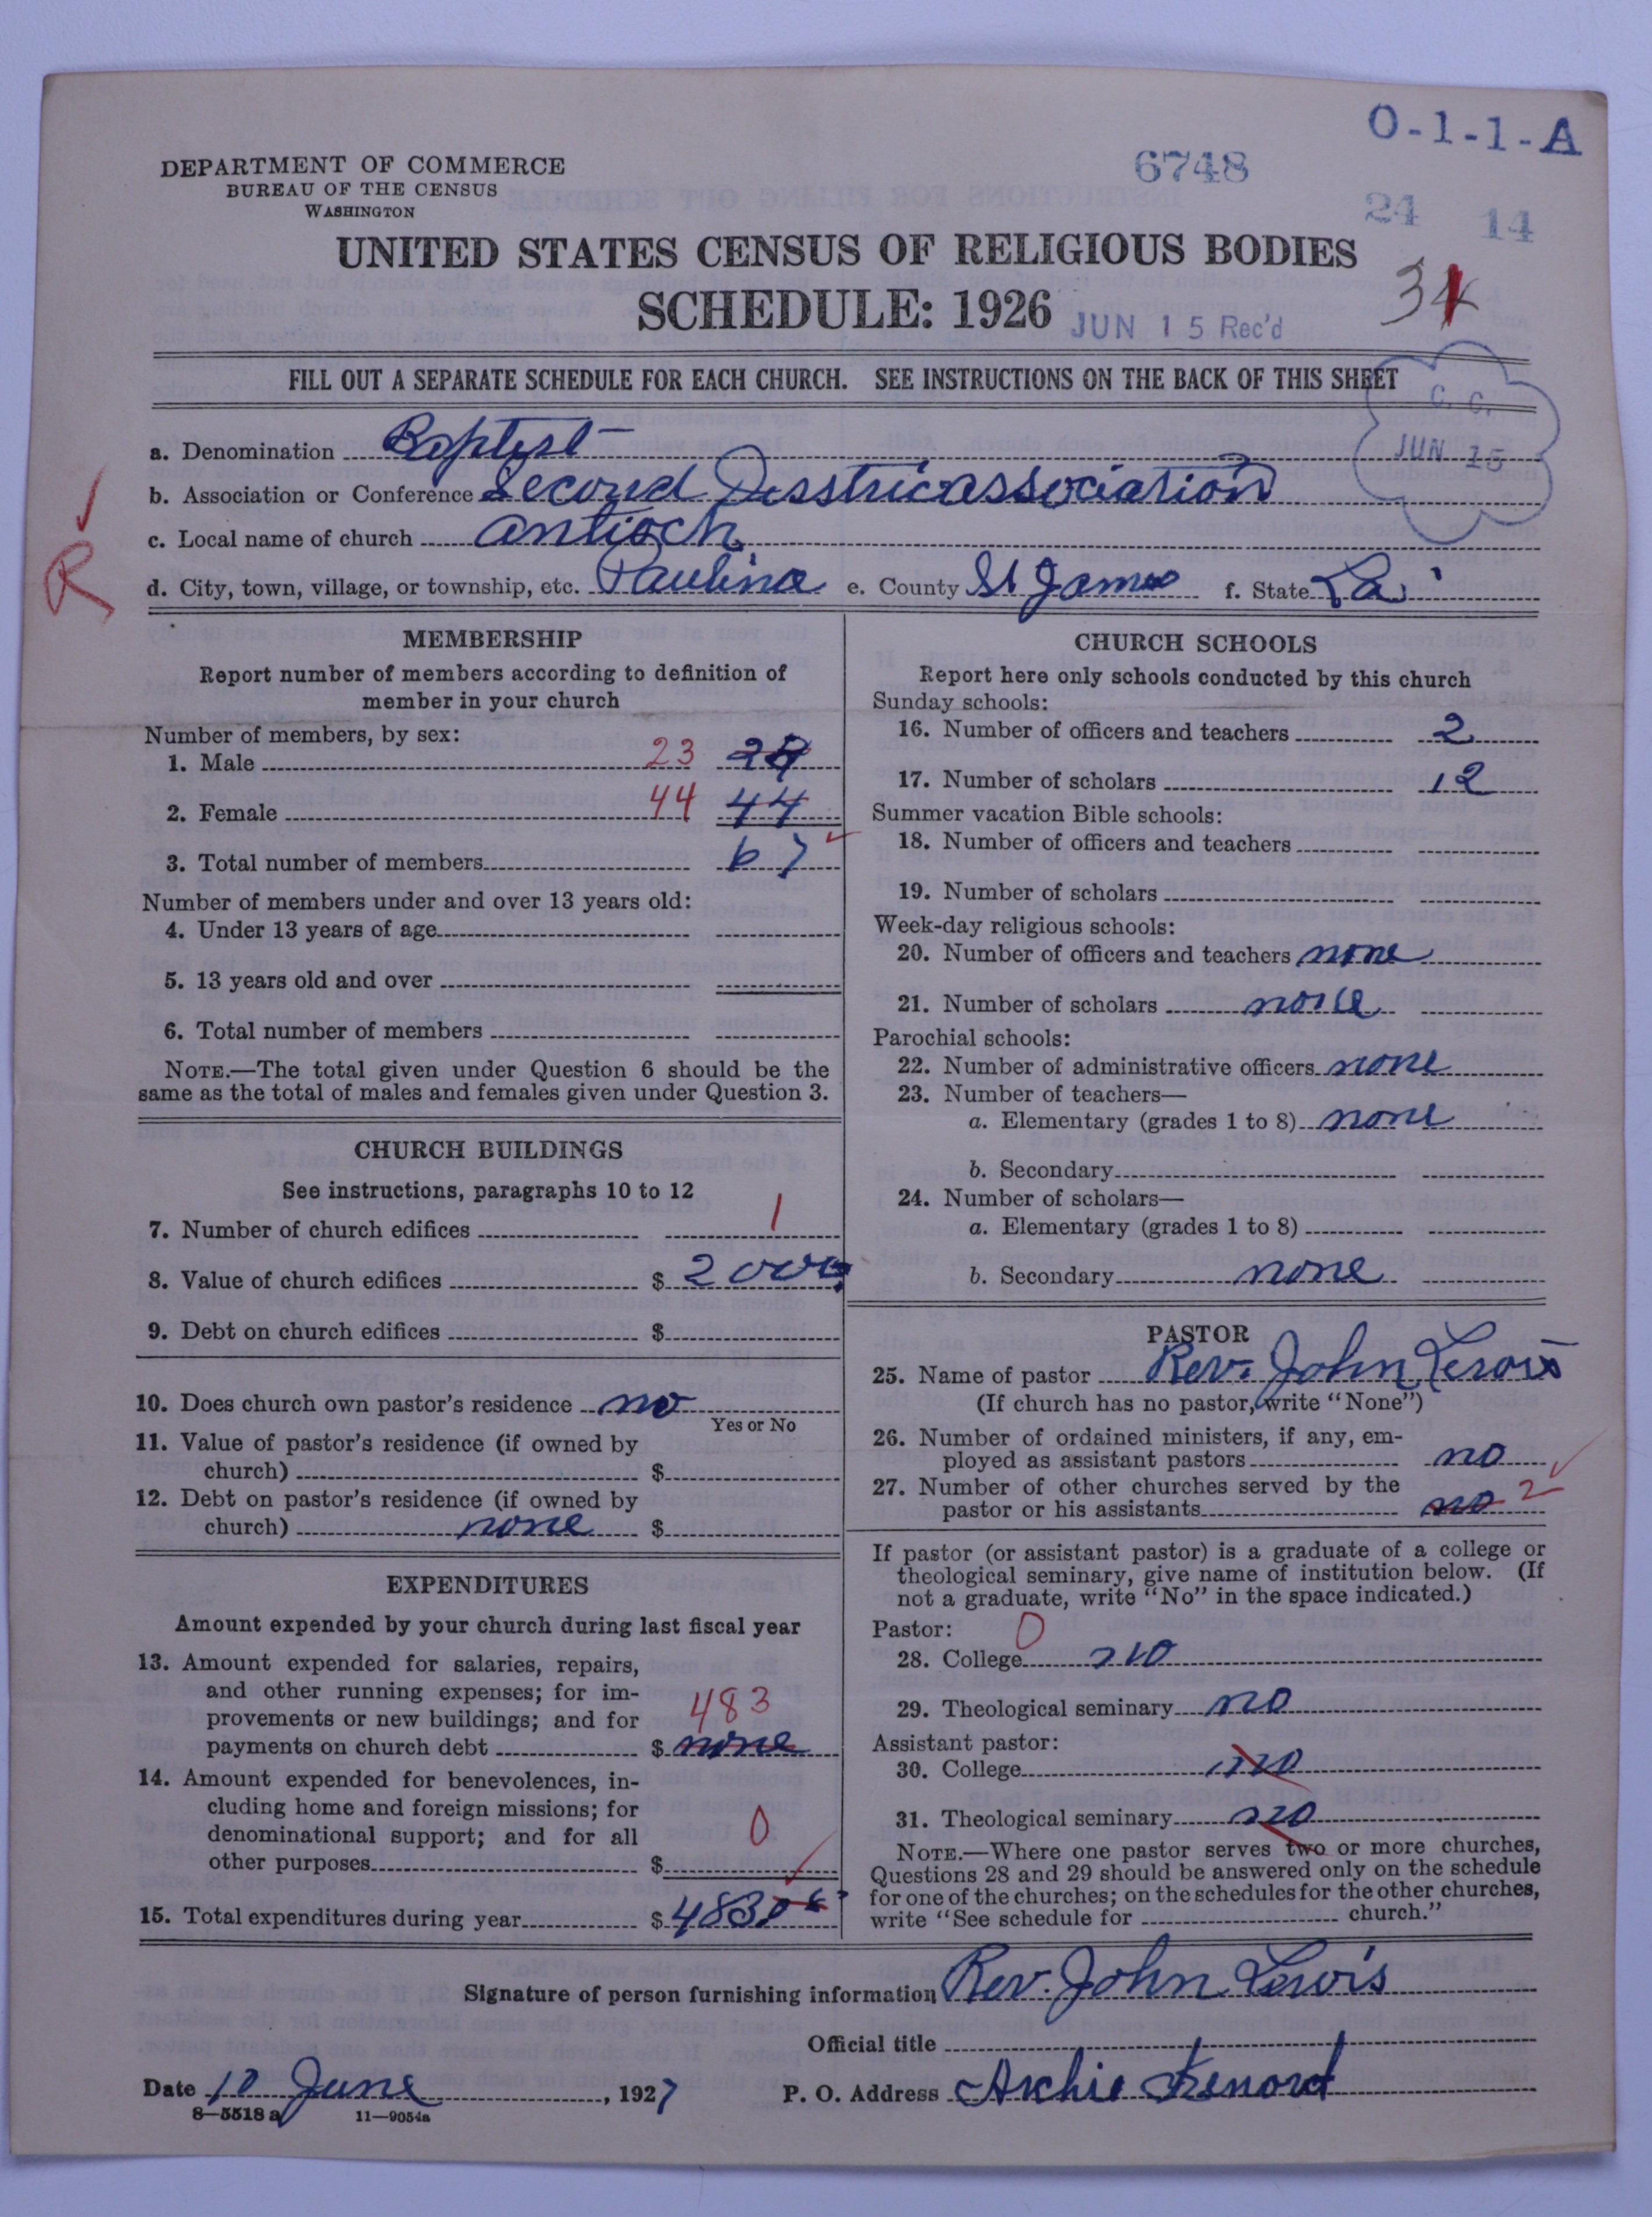 O-1-1-A
6748
24 14
DEPARTMENT OF COMMERCE
BUREAU OF THE CENSUS
WASHINGTON
UNITED STATES CENSUS OF RELIGIOUS BODIES
SCHEDULE: 1926
JUN 15 Rec'd
FILL OUT A SEPARATE SCHEDULE FOR EACH CHURCH. SEE INSTRUCTIONS ON THE BACK OF THIS SHEET
C. C.
JUN 15
a. Denomination Baptist
b. Association or Conference Second Disstricassociation
c. Local name of church antioch
R
d. City, town, village, or township, etc. Paulina e. County St James f. State La
MEMBERSHIP
Report number of members according to definition of
member in your church
Number of members, by sex:
1. Male 23
2. Female 44 44
3. Total number of members 67
Number of members under and over 13 years old:
4. Under 13 years of age
5. 13 years old and over
6. Total number of members
NOTE.—The total given under Question 6 should be the
same as the total of males and females given under Question 3.
CHURCH BUILDINGS
See instructions, paragraphs 10 to 12
7. Number of church edifices 1
8. Value of church edifices $ 2000
9. Debt on church edifices $
10. Does church own pastor's residence no
Yes or No
11. Value of pastor's residence (if owned by
church) $
12. Debt on pastor's residence (if owned by
church) none $
EXPENDITURES
Amount expended by your church during last fiscal year
13. Amount expended for salaries, repairs,
and other running expenses; for im-
provements or new buildings; and for 483
payments on church debt $ none
14. Amount expended for benevolences, in-
cluding home and foreign missions; for
denominational support; and for all 0
other purposes $
15. Total expenditures during year $ 483
CHURCH SCHOOLS
Report here only schools conducted by this church
Sunday schools:
16. Number of officers and teachers 2
17. Number of scholars 12
Summer vacation Bible schools:
18. Number of officers and teachers
19. Number of scholars
Week-day religious schools:
20. Number of officers and teachers none
21. Number of scholars none
Parochial schools:
22. Number of administrative officers none
23. Number of teachers—
a. Elementary (grades 1 to 8) none
b. Secondary
24. Number of scholars—
a. Elementary (grades 1 to 8)
b. Secondary none
PASTOR
25. Name of pastor Rev. John Lewis
(If church has no pastor, write "None")
26. Number of ordained ministers, if any, em-
ployed as assistant pastors no
27. Number of other churches served by the
pastor or his assistants no 2
If pastor (or assistant pastor) is a graduate of a college or
theological seminary, give name of institution below. (If
not a graduate, write "No" in the space indicated.)
Pastor: 0
28. College no
29. Theological seminary no
Assistant pastor:
30. College no
31. Theological seminary no
NOTE.—Where one pastor serves two or more churches,
Questions 28 and 29 should be answered only on the schedule
for one of the churches; on the schedules for the other churches,
write "See schedule for church."
Signature of person furnishing information Rev. John Lewis
Official title
Date 10 June, 1927 P. O. Address Archie
8—5518 a 11—9054a